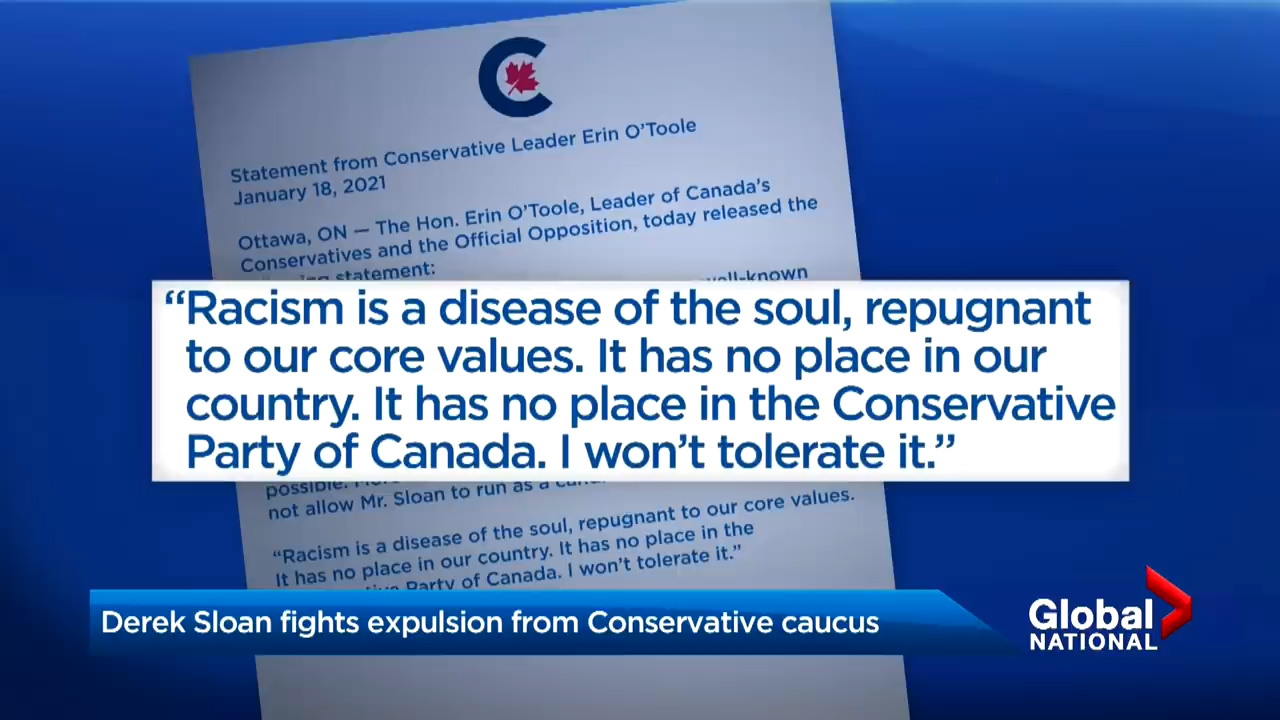 Statement from Conservative Leader Erin O'Toole
January 18, 2021
Ottawa, ON — The Hon. Erin O'Toole, Leader of Canada's
Conservatives and the Official Opposition, today released the
statement:
well-known
“Racism is a disease of the soul, repugnant
to our core values. It has no place in our
country. It has no place in the Conservative
Party of Canada. I won't tolerate it.”
possible.
not allow Mr. Sloan to run as a
“Racism is a disease of the soul, repugnant to our core values.
It has no place in our country. It has no place in the
Party of Canada. I won't tolerate it.”
Derek Sloan fights expulsion from Conservative caucus
Global
NATIONAL